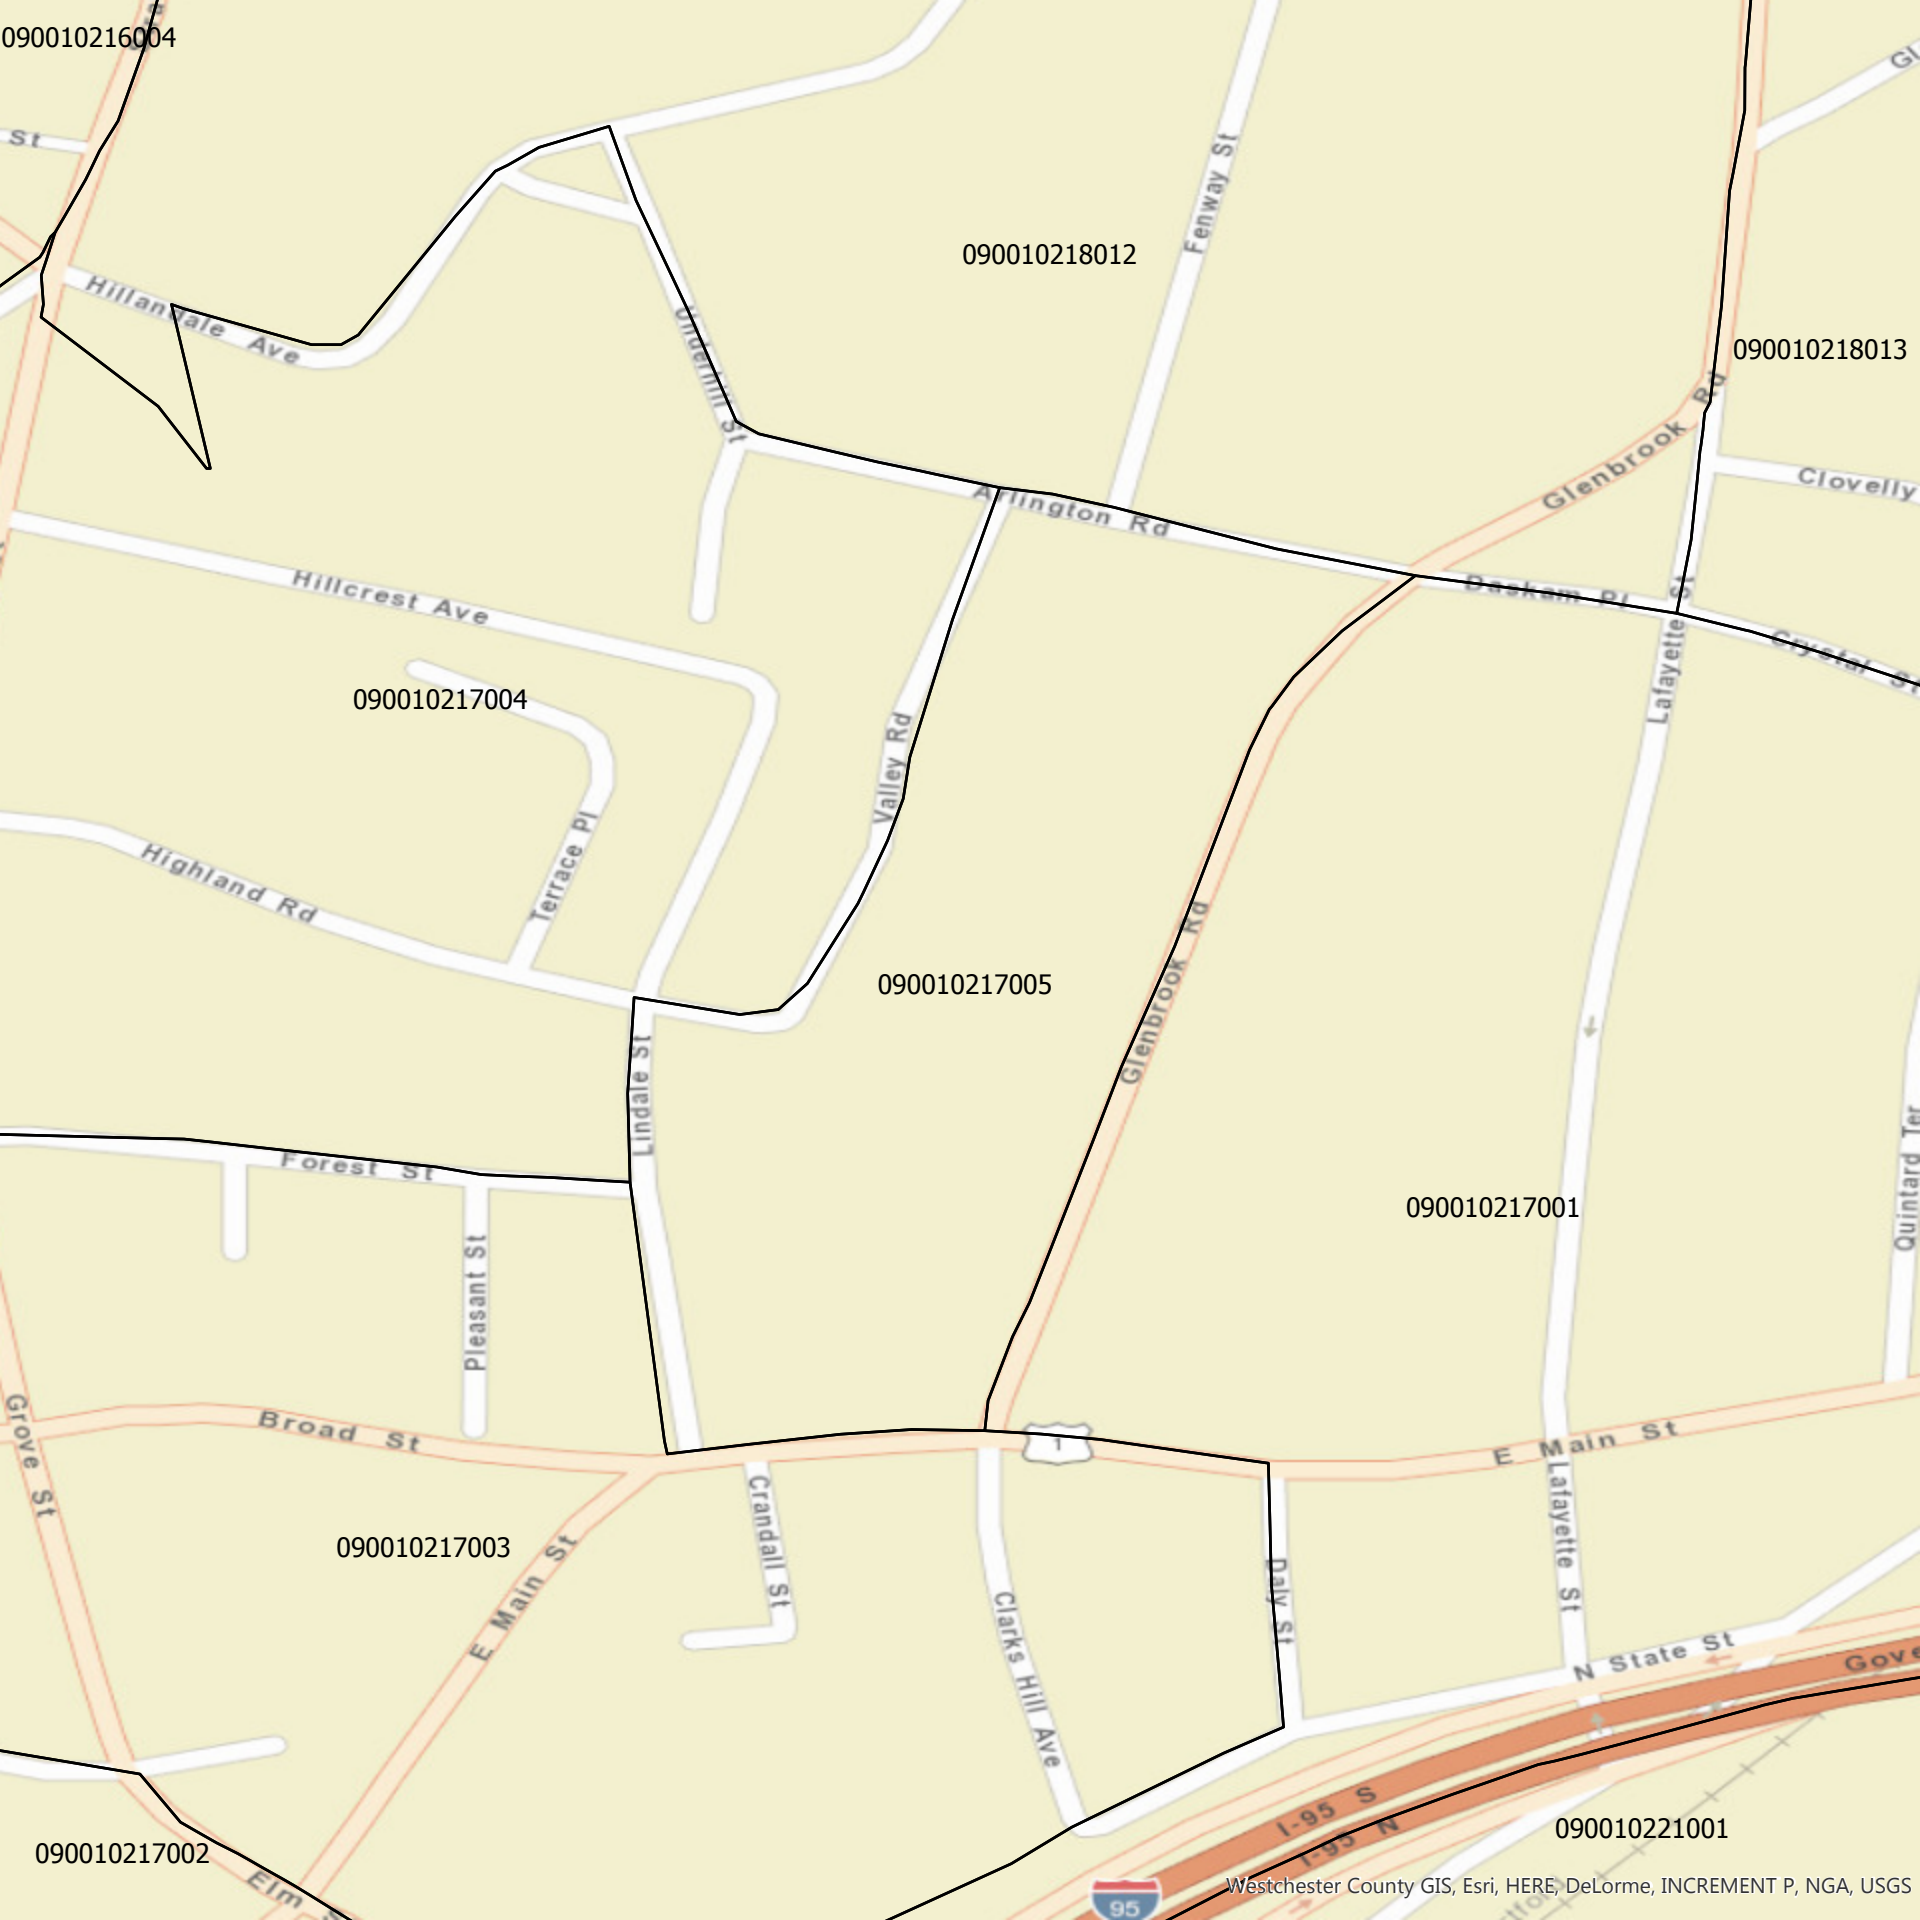 090010216004
St
Fenway St
090010218012
Hillandale Ave
Underhill St
090010218013
Glenbrook Rd
Clovelly
Arlington Rd
Daskam Pl
Lafayette St
Crystal St
Hillcrest Ave
090010217004
Valley Rd
Terrace Pl
Highland Rd
090010217005
Glenbrook Rd
Lindale St
Forest St
Quintard Ter
090010217001
Pleasant St
Grove St
Broad St
1
E Main St
Lafayette St
Crandall St
090010217003
E Main St
Daly St
Clarks Hill Ave
N State St
I-95 S
I-95 N
090010221001
090010217002
Elm
95
Westchester County GIS, Esri, HERE, DeLorme, INCREMENT P, NGA, USGS